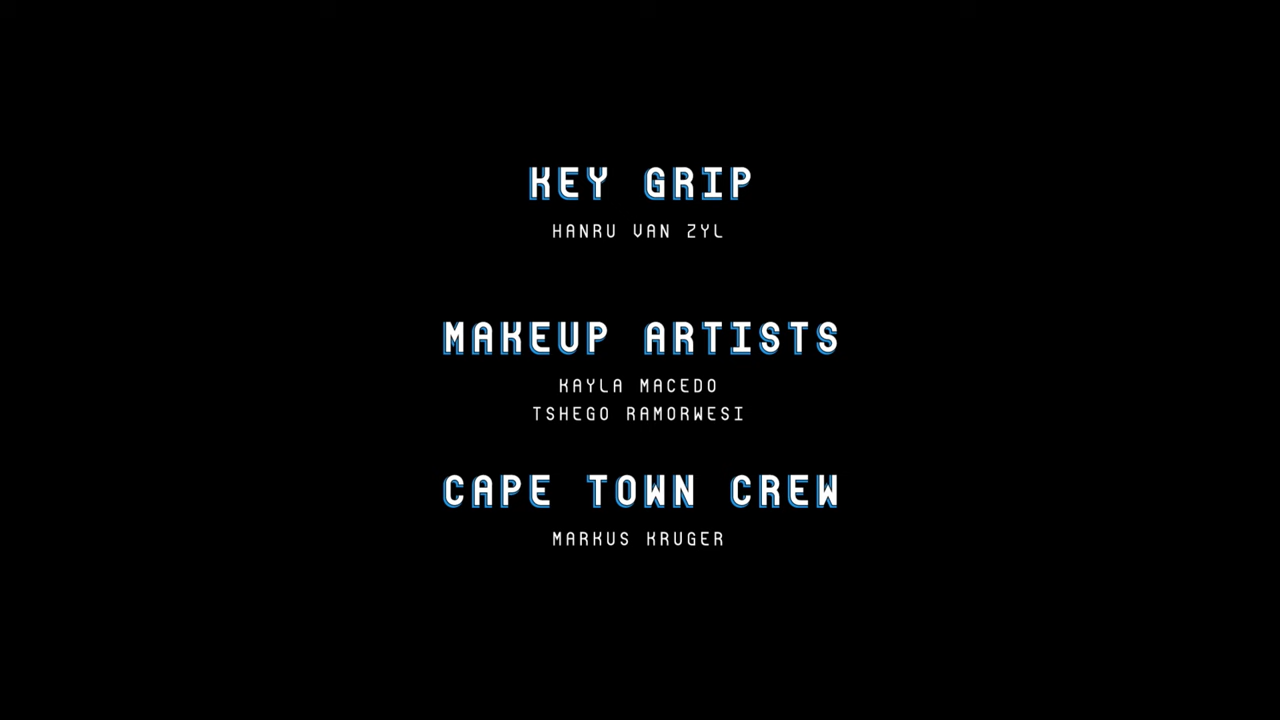 KEY GRIP
HANRU VAN ZYL
MAKEUP ARTISTS
KAYLA MACEDO
TSHEGO RAMORWESI
CAPE TOWN CREW
MARKUS KRUGER